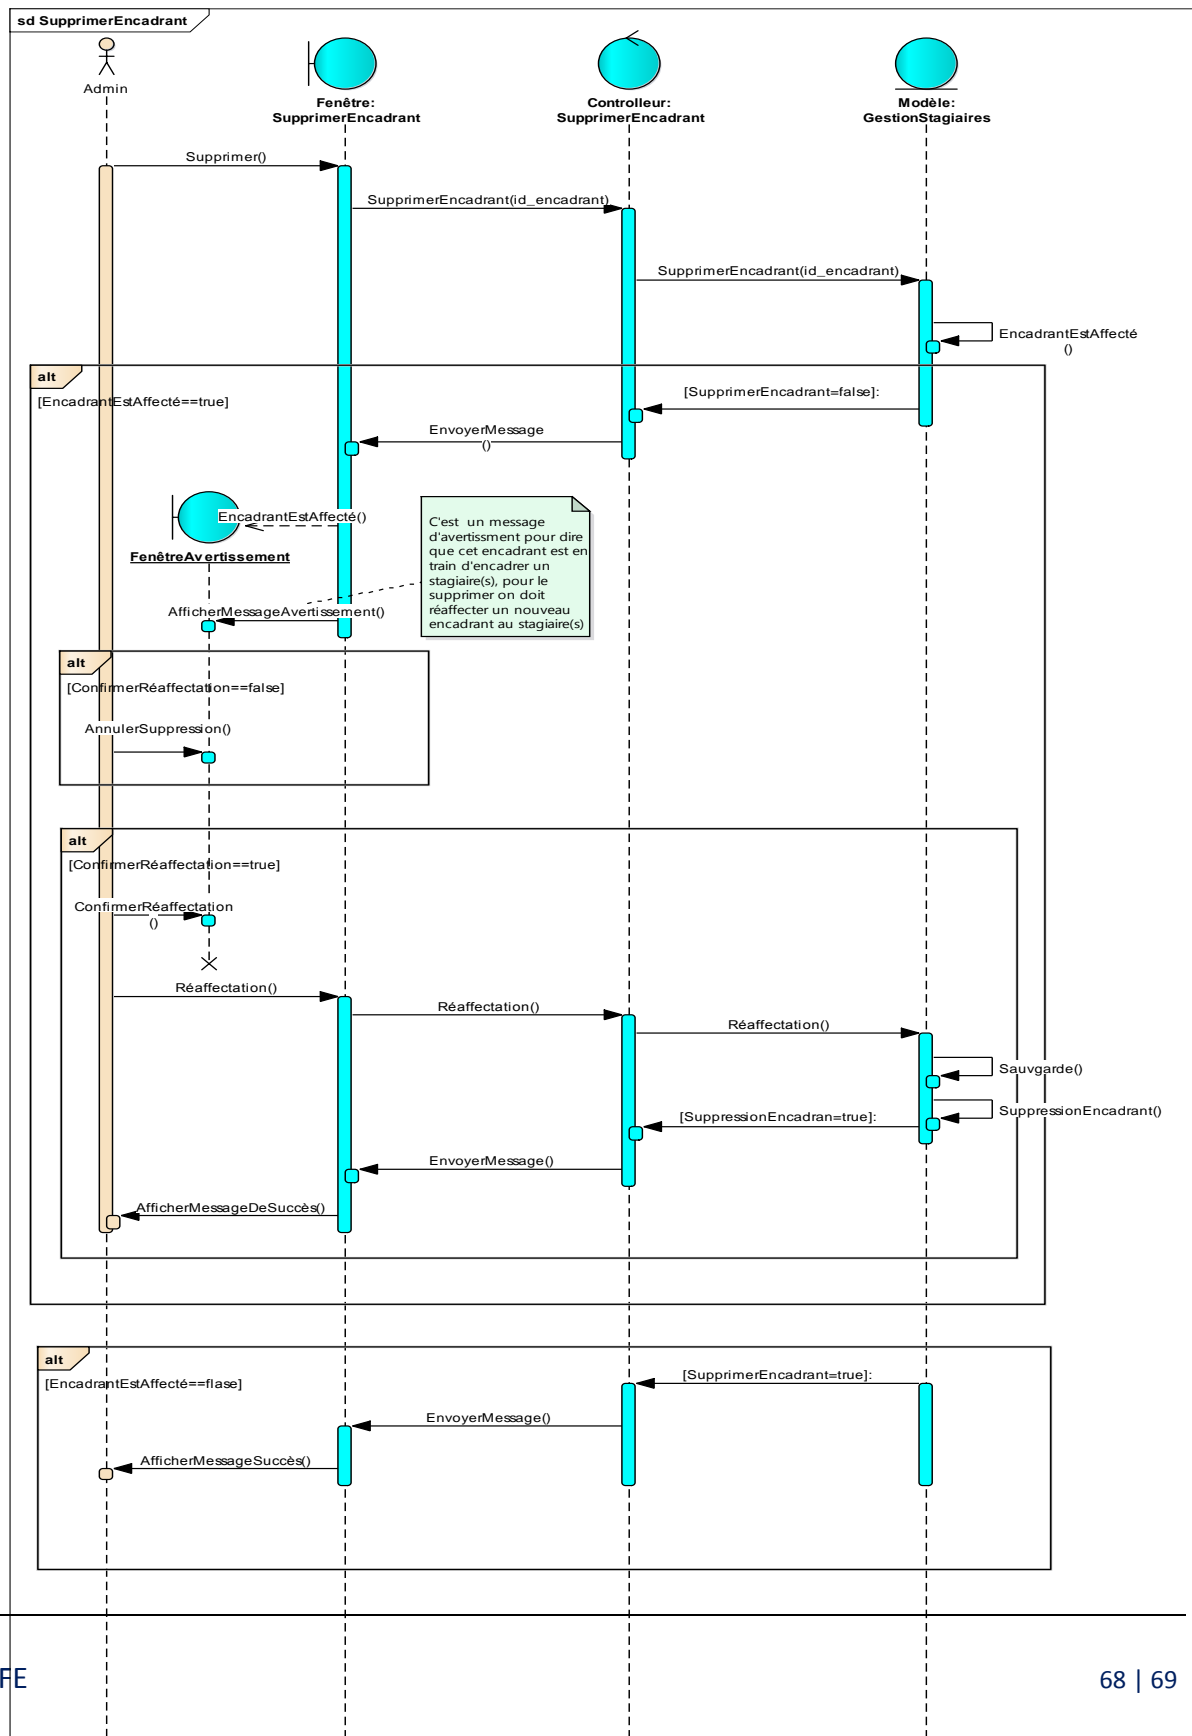 sd SupprimerEncadrant
Admin
Fenêtre:
SupprimerEncadrant
Controlleur:
SupprimerEncadrant
Modèle:
GestionStagiaires
Supprimer()
SupprimerEncadrant(id_encadrant)
SupprimerEncadrant(id_encadrant)
EncadrantEstAffecté
()
alt
[EncadrantEstAffecté==true]
[SupprimerEncadrant=false]:
EnvoyerMessage
()
EncadrantEstAffecté()
FenêtreAvertissement
C'est un message
d'avertissment pour dire
que cet encadrant est en
train d'encadrer un
stagiaire(s), pour le
supprimer on doit
réaffecter un nouveau
encadrant au stagiaire(s)
AfficherMessageAvertissement()
alt
[ConfirmerRéaffectation==false]
AnnulerSuppression()
alt
[ConfirmerRéaffectation==true]
ConfirmerRéaffectation
()
Réaffectation()
Réaffectation()
Réaffectation()
Sauvgarde()
SuppressionEncadrant()
[SuppressionEncadran=true]:
EnvoyerMessage()
AfficherMessageDeSuccès()
alt
[EncadrantEstAffecté==flase]
[SupprimerEncadrant=true]:
EnvoyerMessage()
AfficherMessageSuccès()
FE
68 | 69